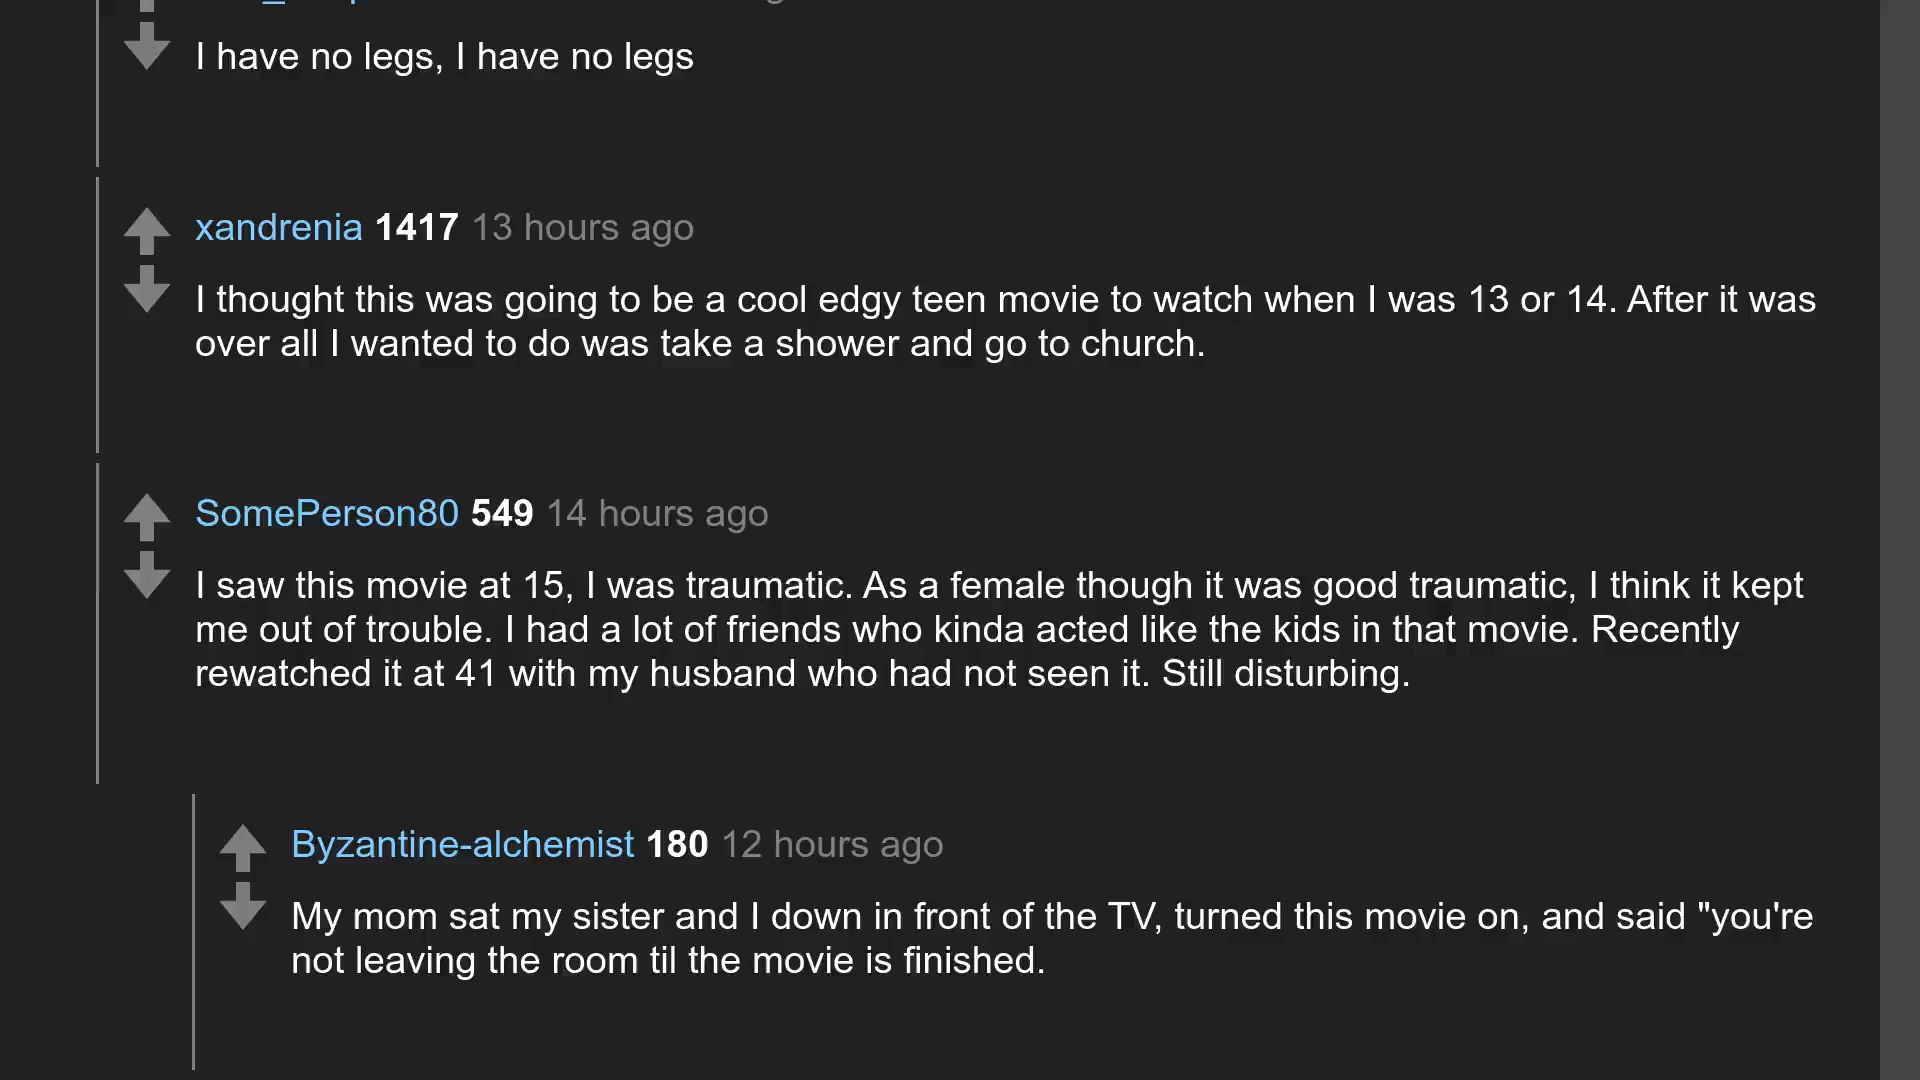 I have no legs, I have no legs
xandrenia 1417 13 hours ago
I thought this was going to be a cool edgy teen movie to watch when I was 13 or 14. After it was
over all I wanted to do was take a shower and go to church.
SomePerson80 549 14 hours ago
I saw this movie at 15, I was traumatic. As a female though it was good traumatic, I think it kept
me out of trouble. I had a lot of friends who kinda acted like the kids in that movie. Recently
rewatched it at 41 with my husband who had not seen it. Still disturbing.
Byzantine-alchemist 180 12 hours ago
My mom sat my sister and I down in front of the TV, turned this movie on, and said "you're
not leaving the room til the movie is finished.